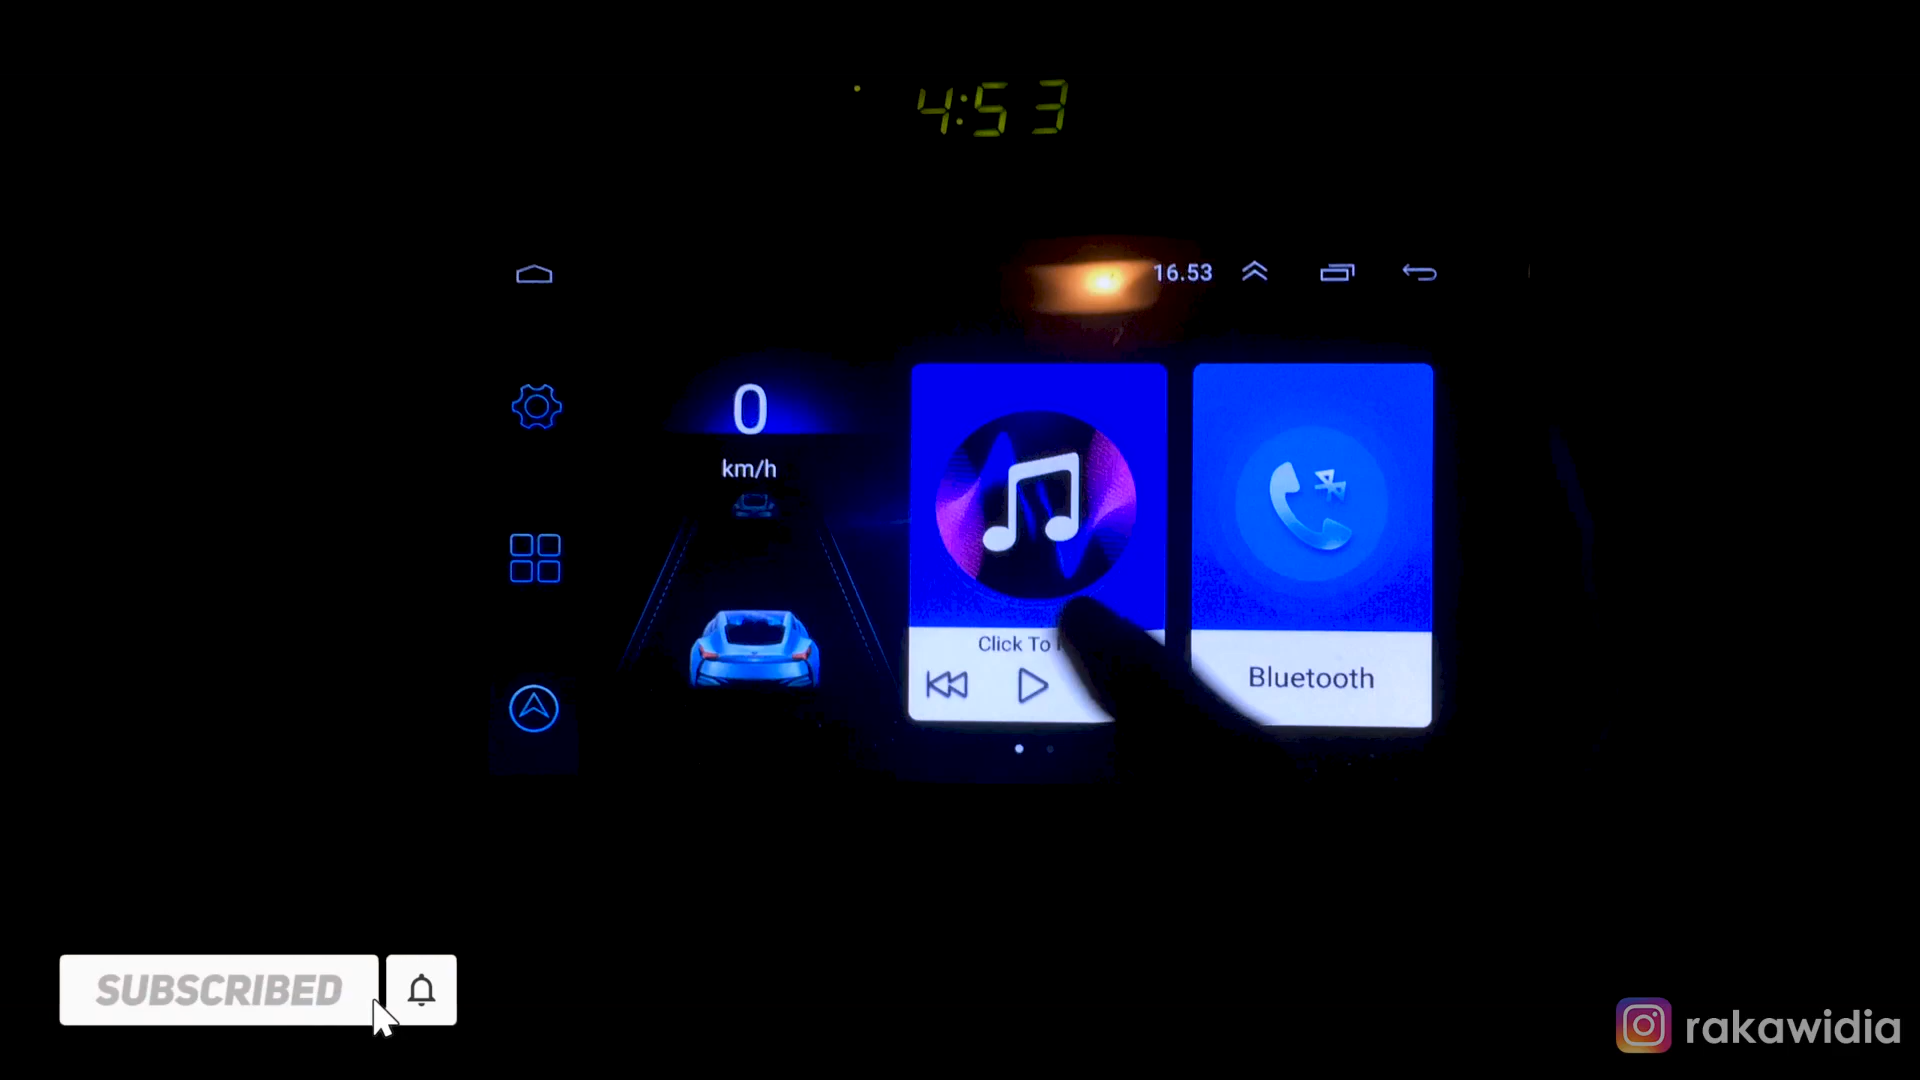 4:53
16.53
0
km/h
Click To
Bluetooth
SUBSCRIBED
rakawidia